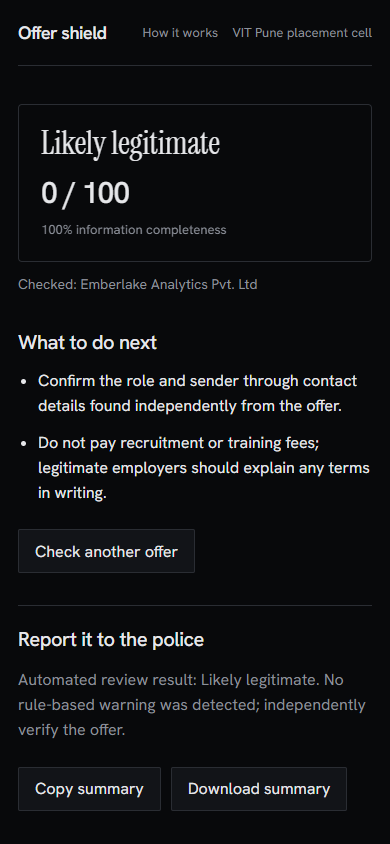 Offer shield
How it works
VIT Pune placement cell
Likely legitimate
0 / 100
100% information completeness
Checked: Emberlake Analytics Pvt. Ltd
What to do next
• Confirm the role and sender through contact
details found independently from the offer.
• Do not pay recruitment or training fees;
legitimate employers should explain any terms
in writing.
Check another offer
Report it to the police
Automated review result: Likely legitimate. No
rule-based warning was detected; independently
verify the offer.
Copy summary
Download summary